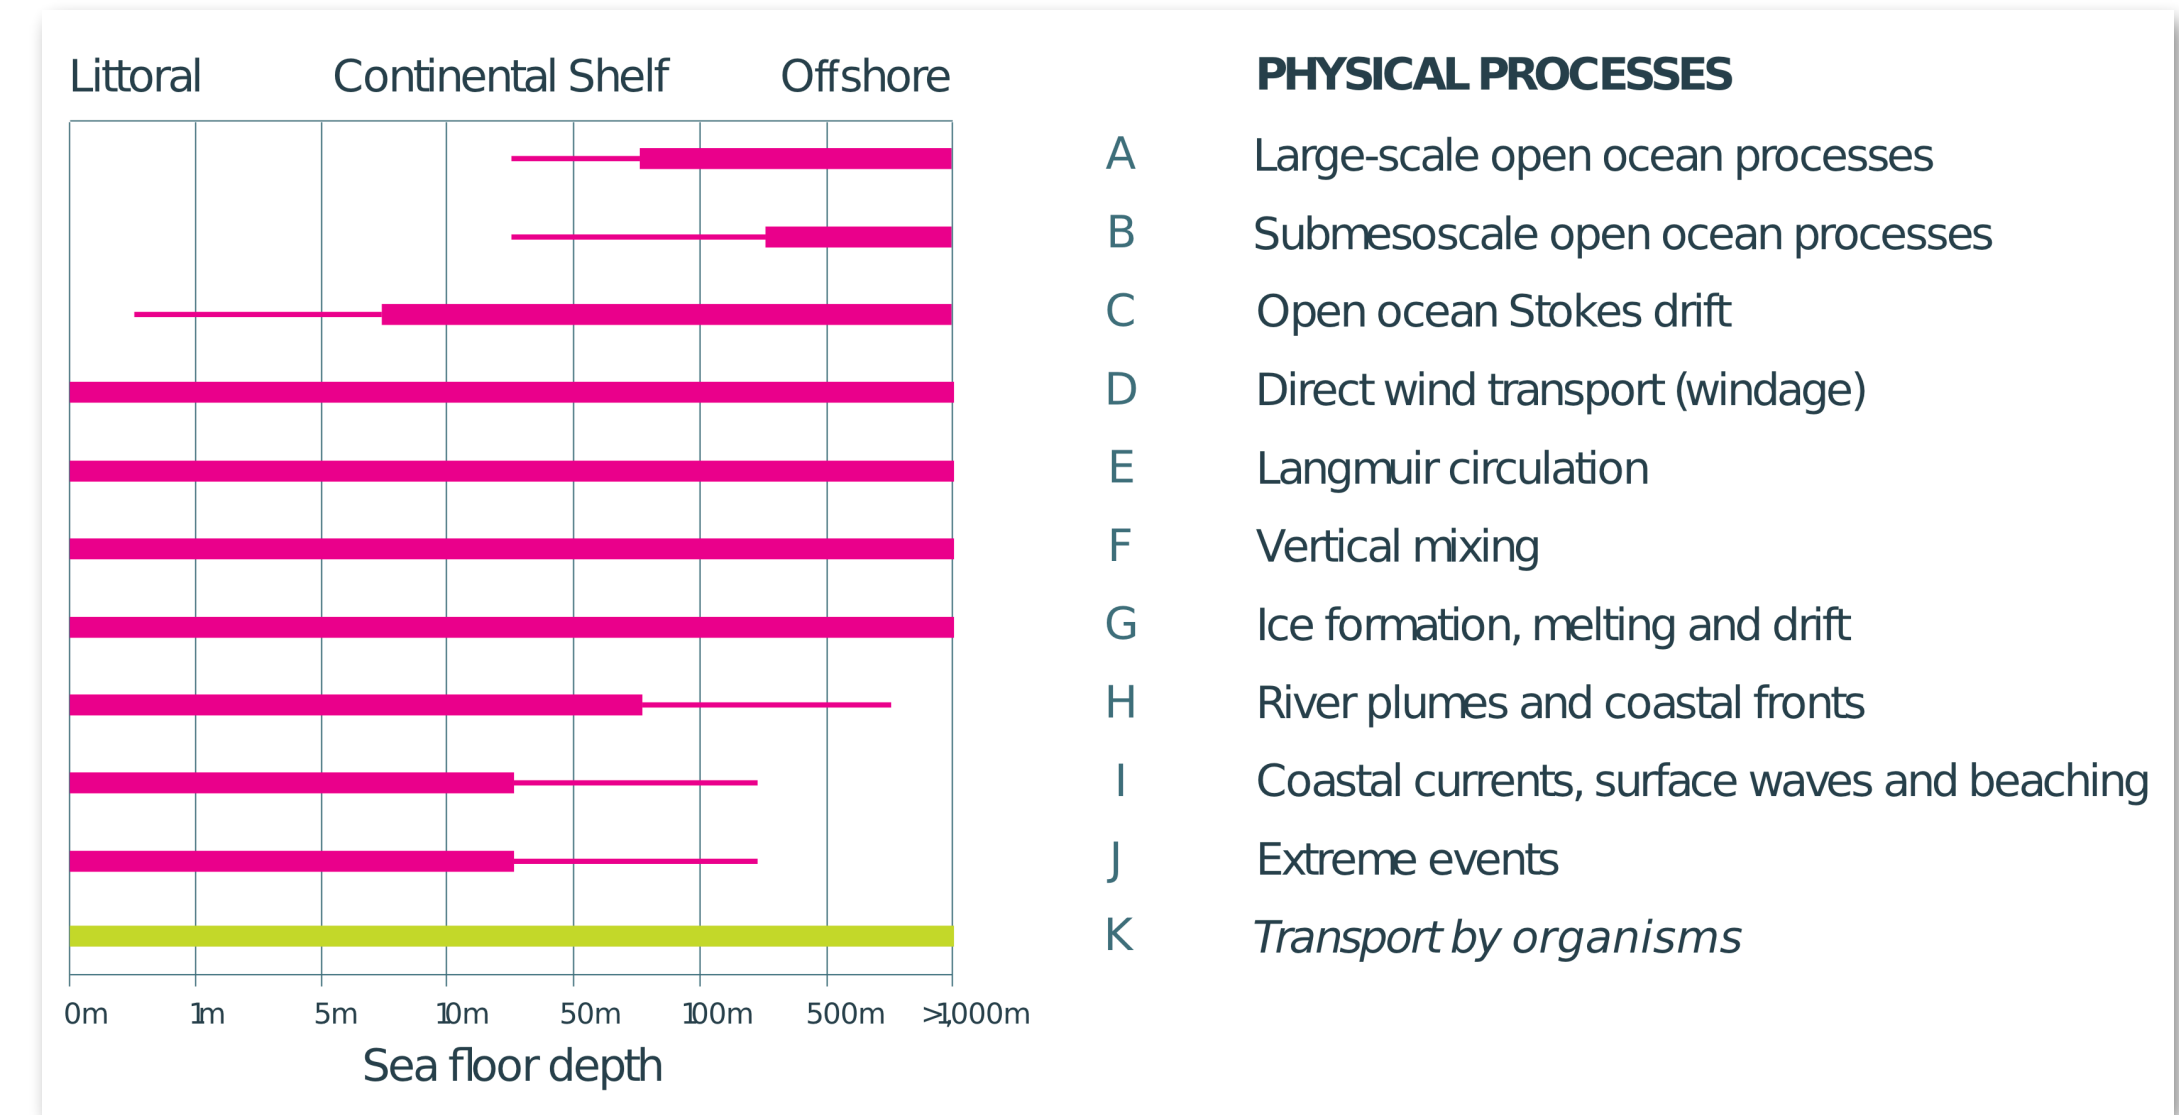 Littoral Continental Shelf Offshore
PHYSICAL PROCESSES
A Large-scale open ocean processes
B Submesoscale open ocean processes
C Open ocean Stokes drift
D Direct wind transport (windage)
E Langmuir circulation
F Vertical mixing
G Ice formation, melting and drift
H River plumes and coastal fronts
I Coastal currents, surface waves and beaching
J Extreme events
K Transport by organisms
0m 1m 5m 10m 50m 100m 500m >1,000m
Sea floor depth